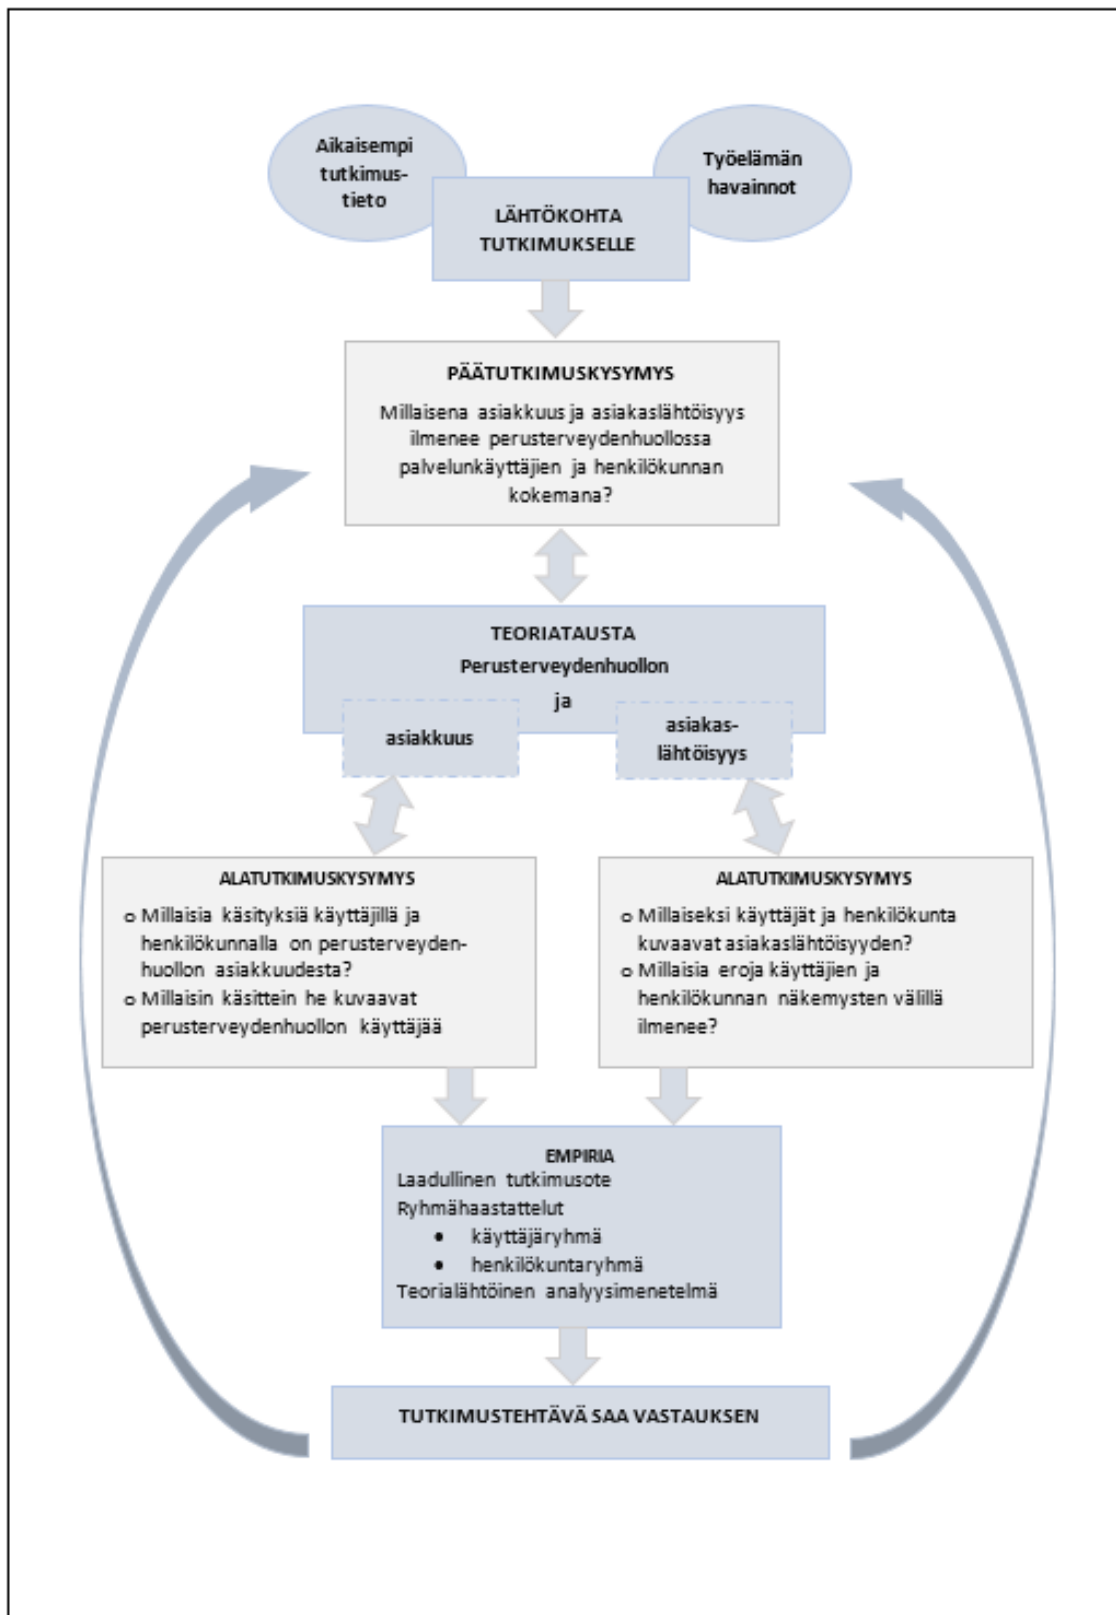 Aikaisempi
tutkimus-
tieto
Työelämän
havainnot
LÄHTÖKOHTA
TUTKIMUKSELLE
PÄÄTUTKIMUSKYSYMYS
Millaisena asiakkuus ja asiakaslähtöisyys
ilmenee perusterveydenhuollossa
palvelunkäyttäjien ja henkilökunnan
kokemana?
TEORIATAUSTA
Perusterveydenhuollon
ja
asiakkuus
asiakas-
lähtöisyys
ALATUTKIMUSKYSYMYS
o Millaisia käsityksiä käyttäjillä ja
henkilökunnalla on perusterveyden-
huollon asiakkuudesta?
o Millaisin käsittein he kuvaavat
perusterveydenhuollon käyttäjää
ALATUTKIMUSKYSYMYS
o Millaiseksi käyttäjät ja henkilökunta
kuvaavat asiakaslähtöisyyden?
o Millaisia eroja käyttäjien ja
henkilökunnan näkemysten välillä
ilmenee?
EMPIRIA
Laadullinen tutkimusote
Ryhmähaastattelut
• käyttäjäryhmä
• henkilökuntaryhmä
Teorialähtöinen analyysimenetelmä
TUTKIMUSTEHTÄVÄ SAA VASTAUKSEN